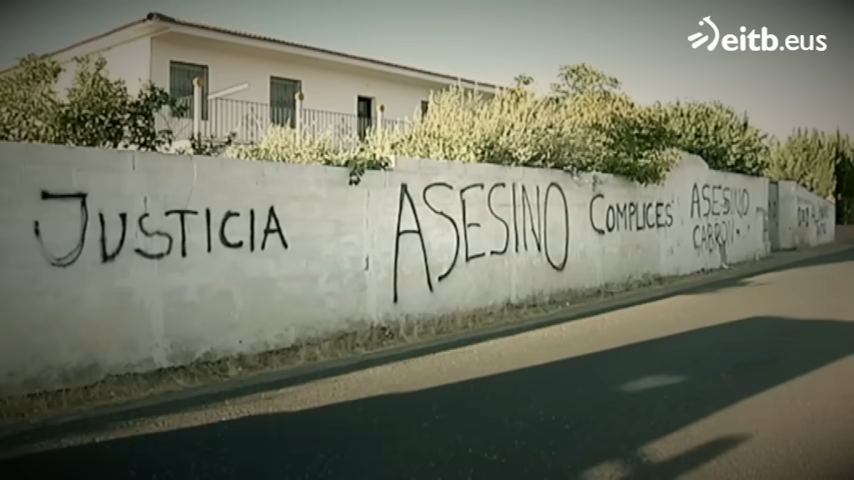 eitb.eus
JUSTICIA
ASESINO
COMPLICES
ASESINO
CABRON